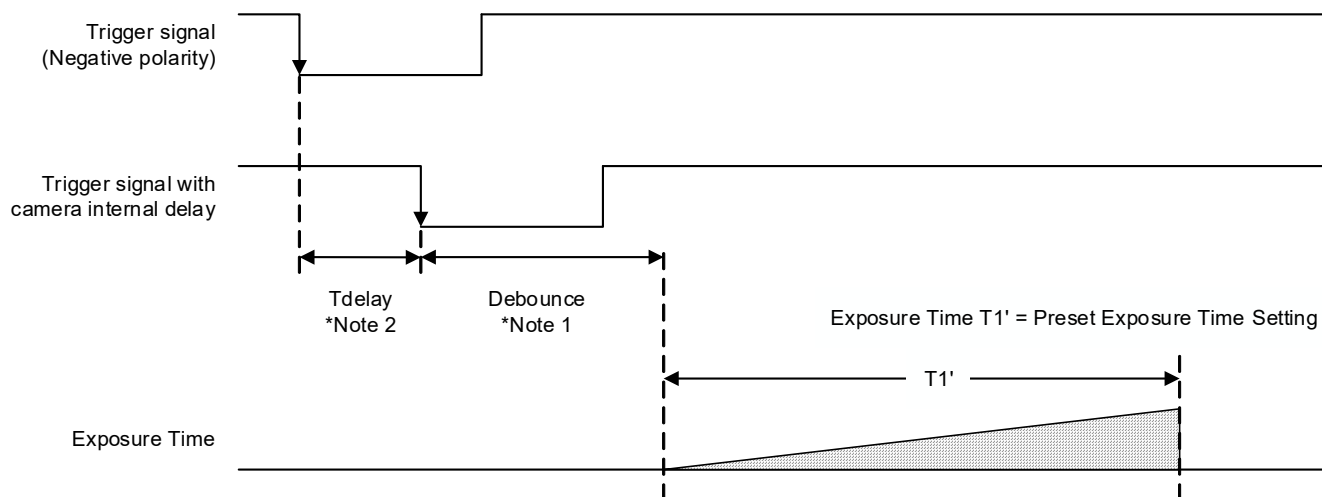 Trigger signal
(Negative polarity)
Trigger signal with
camera internal delay
Tdelay
*Note 2
Debounce
*Note 1
Exposure Time T1' = Preset Exposure Time Setting
T1'
Exposure Time